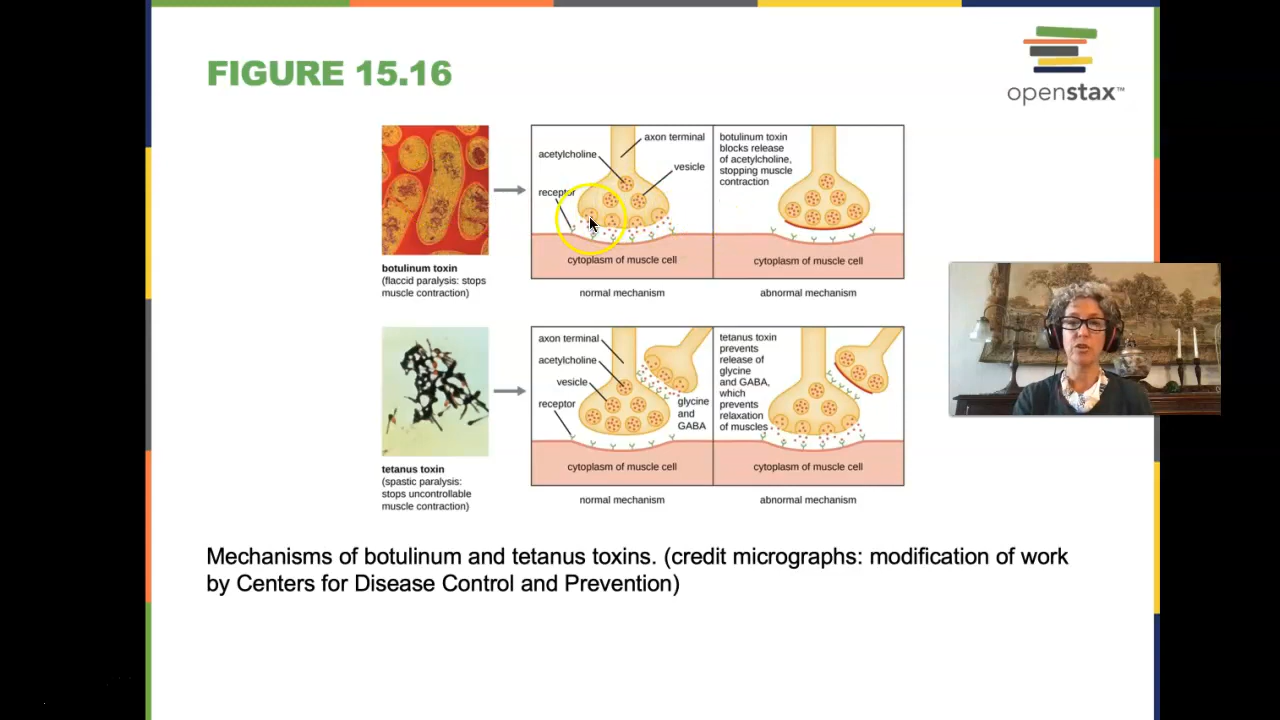 FIGURE 15.16
openstax™
axon terminal
acetylcholine
vesicle
receptor
cytoplasm of muscle cell
normal mechanism
botulinum toxin
blocks release
of acetylcholine,
stopping muscle
contraction
cytoplasm of muscle cell
abnormal mechanism
botulinum toxin
(flaccid paralysis: stops
muscle contraction)
axon terminal
acetylcholine
vesicle
receptor
glycine
and
GABA
cytoplasm of muscle cell
normal mechanism
tetanus toxin
prevents
release of
glycine
and GABA,
which
prevents
relaxation
of muscles
cytoplasm of muscle cell
abnormal mechanism
tetanus toxin
(spastic paralysis:
stops uncontrollable
muscle contraction)
Mechanisms of botulinum and tetanus toxins. (credit micrographs: modification of work
by Centers for Disease Control and Prevention)